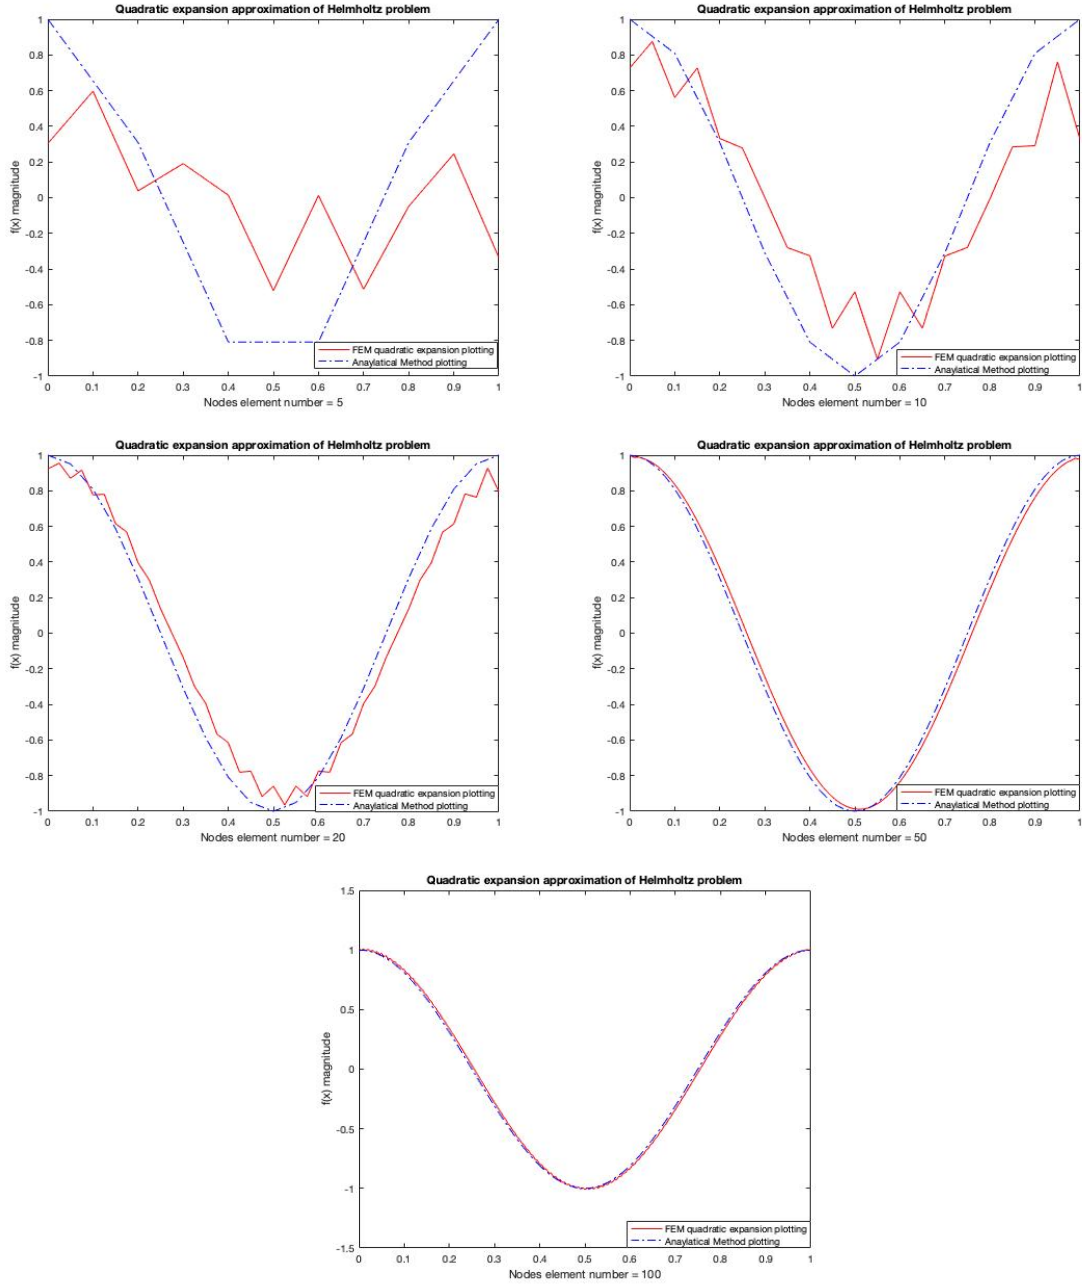 Quadratic expansion approximation of Helmholtz problem
1
0.8
0.6
0.4
0.2
0
-0.2
-0.4
-0.6
-0.8
-1
f(x) magnitude
FEM quadratic expansion plotting
Anaylatical Method plotting
0 0.1 0.2 0.3 0.4 0.5 0.6 0.7 0.8 0.9 1
Nodes element number = 5
Quadratic expansion approximation of Helmholtz problem
1
0.8
0.6
0.4
0.2
0
-0.2
-0.4
-0.6
-0.8
-1
f(x) magnitude
FEM quadratic expansion plotting
Anaylatical Method plotting
0 0.1 0.2 0.3 0.4 0.5 0.6 0.7 0.8 0.9 1
Nodes element number = 10
Quadratic expansion approximation of Helmholtz problem
1
0.8
0.6
0.4
0.2
0
-0.2
-0.4
-0.6
-0.8
-1
f(x) magnitude
FEM quadratic expansion plotting
Anaylatical Method plotting
0 0.1 0.2 0.3 0.4 0.5 0.6 0.7 0.8 0.9 1
Nodes element number = 20
Quadratic expansion approximation of Helmholtz problem
1
0.8
0.6
0.4
0.2
0
-0.2
-0.4
-0.6
-0.8
-1
f(x) magnitude
FEM quadratic expansion plotting
Anaylatical Method plotting
0 0.1 0.2 0.3 0.4 0.5 0.6 0.7 0.8 0.9 1
Nodes element number = 50
Quadratic expansion approximation of Helmholtz problem
1.5
1
0.5
0
-0.5
-1
-1.5
f(x) magnitude
FEM quadratic expansion plotting
Anaylatical Method plotting
0 0.1 0.2 0.3 0.4 0.5 0.6 0.7 0.8 0.9 1
Nodes element number = 100